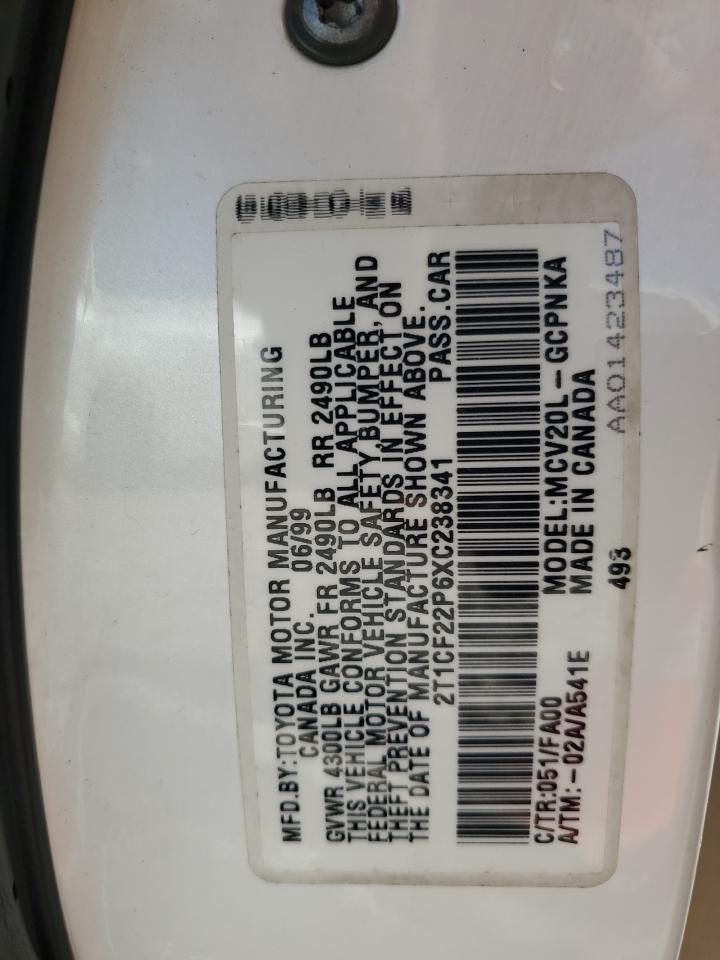 MFD.BY:TOYOTA MOTOR MANUFACTURING
CANADA INC. 06/99
GVWR 4300LB GAWR FR 2490LB RR 2490LB
THIS VEHICLE CONFORMS TO ALL APPLICABLE
FEDERAL MOTOR VEHICLE SAFETY,BUMPER, AND
THEFT PREVENTION STANDARDS IN EFFECT ON
THE DATE OF MANUFACTURE SHOWN ABOVE.
2T1CF22P6XC238341 PASS.CAR
C/TR:051/FA00 MODEL:MCV20L-GCPNKA
A/TM:-02A/A541E MADE IN CANADA
493 AA01423487